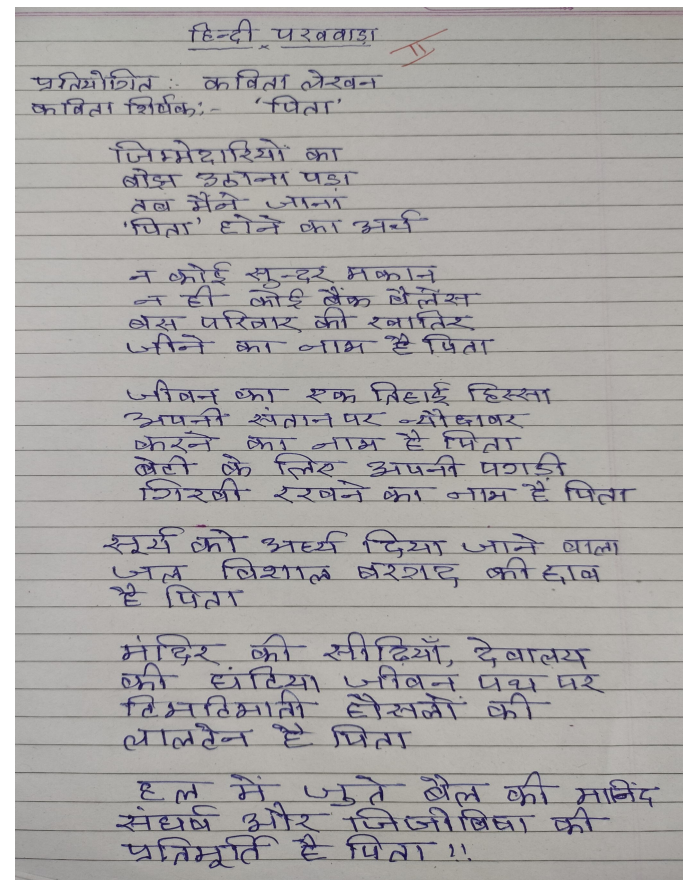 हिन्दी पखवाड़ा
II
प्रतियोगित :- कविता लेखन
कविता शिर्षक:- 'पिता'
जिम्मेदारियों का
बोझ उठाना पड़ा
तब मैंने जाना
'पिता' होने का अर्थ
न कोई सुन्दर मकान
न ही कोई बैंक बैलेंस
बस परिवार की खातिर
जीने का नाम है पिता
जीवन का एक तिहाई हिस्सा
अपनी संतान पर न्यौछावर
करने का नाम है पिता
बेटी के लिए अपनी पगड़ी
गिरवी रखने का नाम है पिता
सूर्य को अर्घ्य दिया जाने वाला
जल विशाल बरगद की छाव
है पिता
मंदिर की सीढ़ियाँ, देवालय
की घंटिया जीवन पथ पर
टिमटिमाती हौसलों की
लालटेन है पिता
हल में जुते बैल की मानिंद
संघर्ष और जिजीविषा की
प्रतिमूर्ति है पिता !!